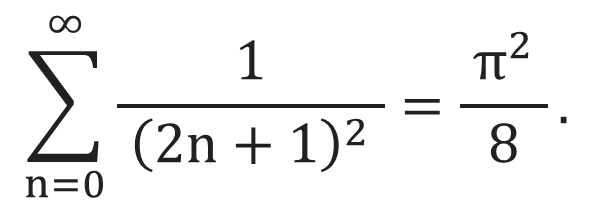 ∑_{n=0}^{∞} 1/(2n + 1)² = π²/8 .